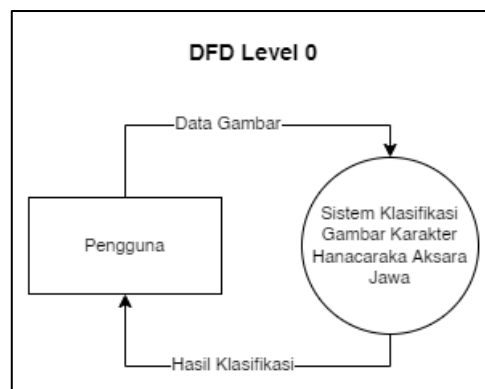 DFD Level 0
Data Gambar
Pengguna
Sistem Klasifikasi
Gambar Karakter
Hanacaraka Aksara
Jawa
Hasil Klasifikasi